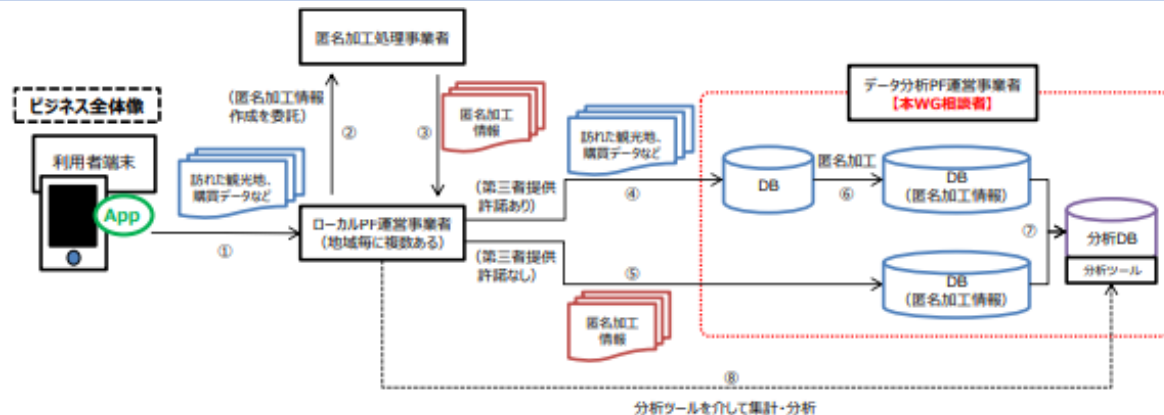 匿名加工処理事業者
ビジネス全体像
利用者端末
App
訪れた観光地、
購買データなど
①
(匿名加工情報
作成を委託)
②
③
匿名加工
情報
ローカルPF運営事業者
(地域毎に複数ある)
(第三者提供
許諾あり)
④
訪れた観光地、
購買データなど
(第三者提供
許諾なし)
⑤
匿名加工
情報
データ分析PF運営事業者
【本WG相談者】
DB
匿名加工
⑥
DB
(匿名加工情報)
DB
(匿名加工情報)
⑦
分析DB
分析ツール
⑧
分析ツールを介して集計・分析